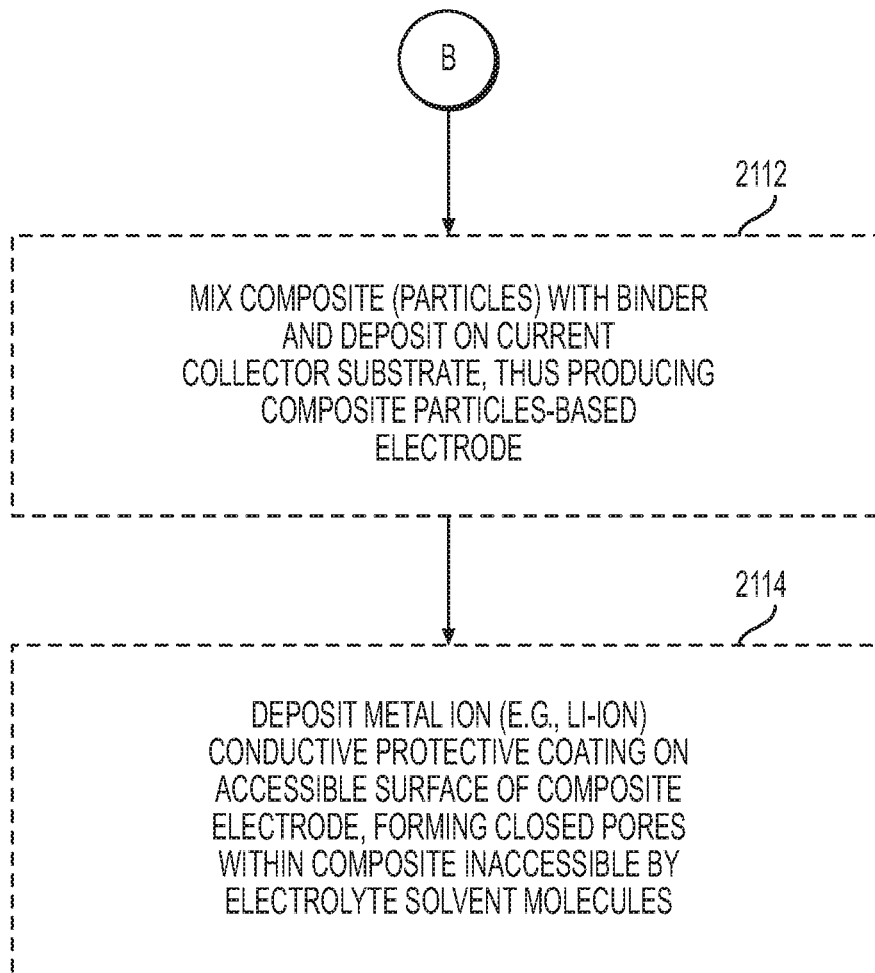 B
2112
MIX COMPOSITE (PARTICLES) WITH BINDER
AND DEPOSIT ON CURRENT
COLLECTOR SUBSTRATE, THUS PRODUCING
COMPOSITE PARTICLES-BASED
ELECTRODE
2114
DEPOSIT METAL ION (E.G., LI-ION)
CONDUCTIVE PROTECTIVE COATING ON
ACCESSIBLE SURFACE OF COMPOSITE
ELECTRODE, FORMING CLOSED PORES
WITHIN COMPOSITE INACCESSIBLE BY
ELECTROLYTE SOLVENT MOLECULES